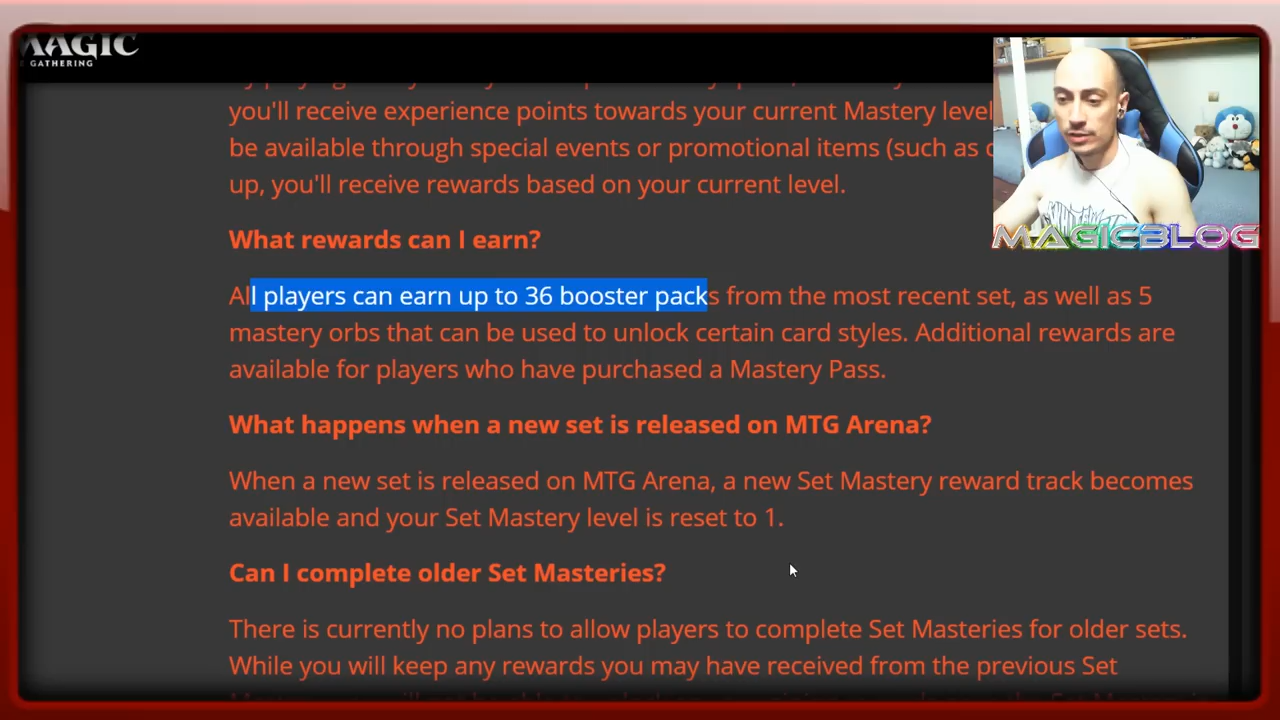 MAGIC
GATHERING
you'll receive experience points towards your current Mastery level
be available through special events or promotional items (such as
up, you'll receive rewards based on your current level.
MAGICBLOG
What rewards can I earn?
All players can earn up to 36 booster packs from the most recent set, as well as 5
mastery orbs that can be used to unlock certain card styles. Additional rewards are
available for players who have purchased a Mastery Pass.
What happens when a new set is released on MTG Arena?
When a new set is released on MTG Arena, a new Set Mastery reward track becomes
available and your Set Mastery level is reset to 1.
Can I complete older Set Masteries?
There is currently no plans to allow players to complete Set Masteries for older sets.
While you will keep any rewards you may have received from the previous Set